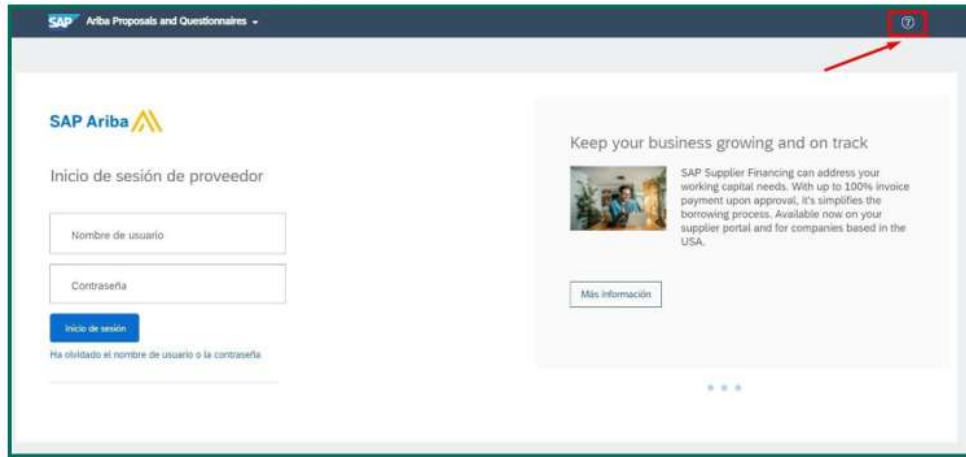 SAP Ariba Proposals and Questionnaires
?
SAP Ariba
Inicio de sesión de proveedor
Nombre de usuario
Contraseña
Inicio de sesión
Ha olvidado el nombre de usuario o la contraseña
Keep your business growing and on track
SAP Supplier Financing can address your
working capital needs. With up to 100% invoice
payment upon approval, it's simplifies the
borrowing process. Available now on your
supplier portal and for companies based in the
USA.
Más información